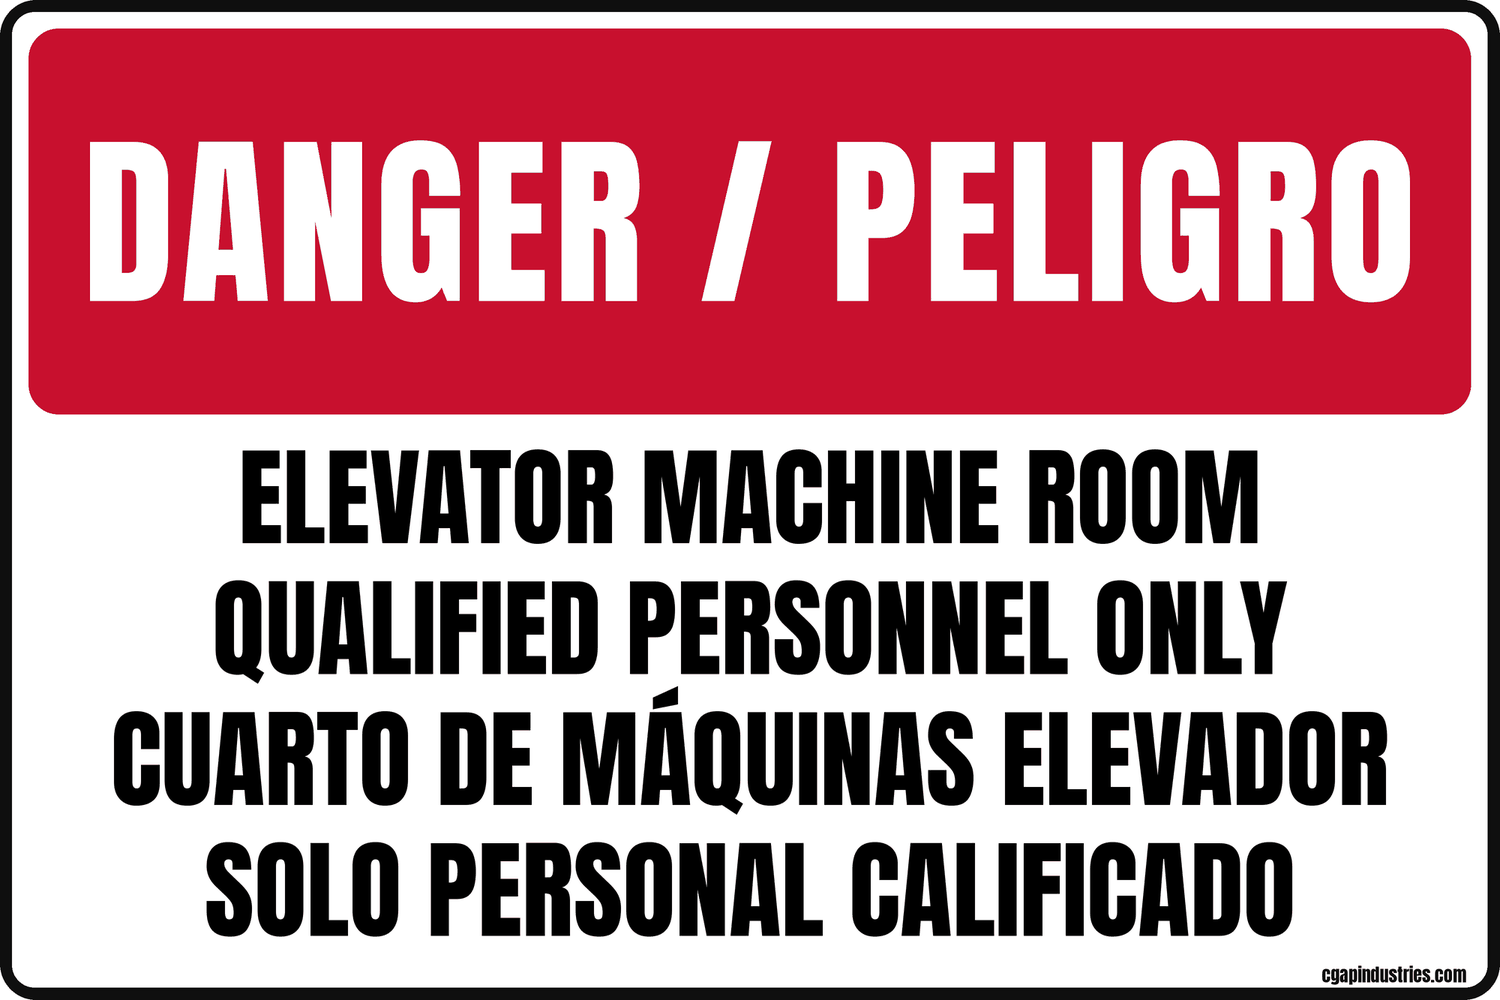 DANGER / PELIGRO
ELEVATOR MACHINE ROOM
QUALIFIED PERSONNEL ONLY
CUARTO DE MÁQUINAS ELEVADOR
SOLO PERSONAL CALIFICADO
cgapindustries.com